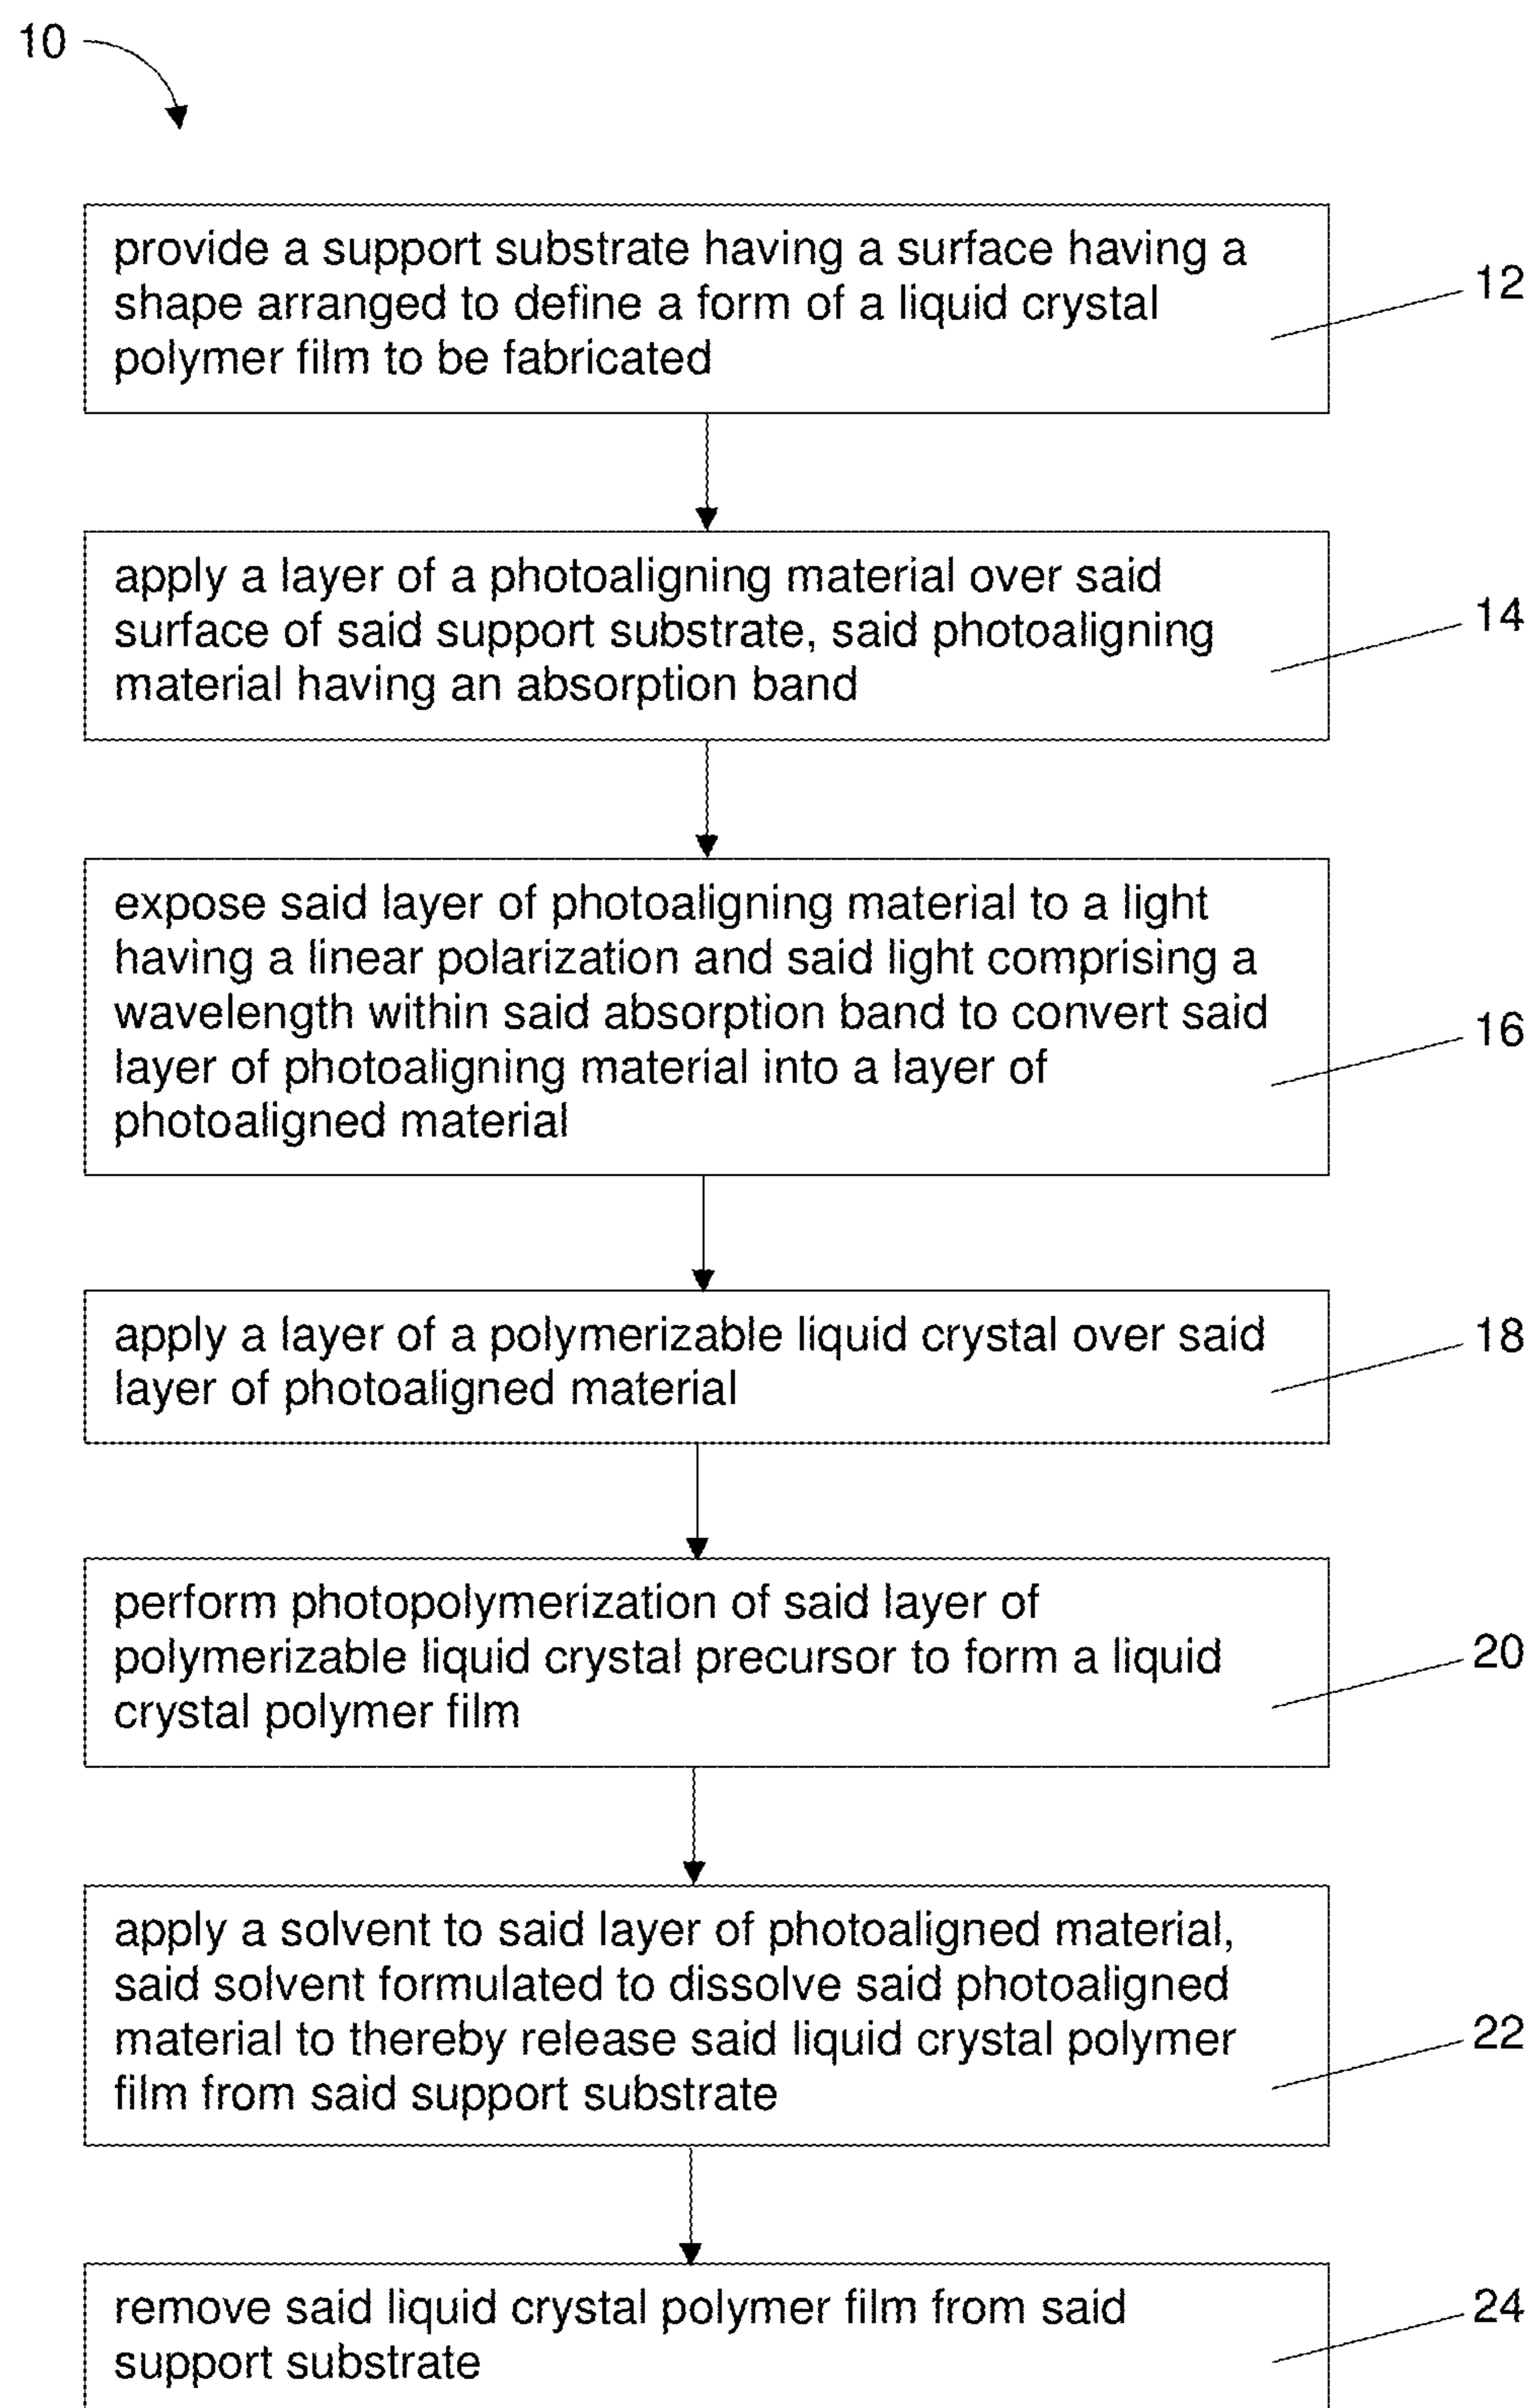 10
provide a support substrate having a surface having a
shape arranged to define a form of a liquid crystal
polymer film to be fabricated
12
apply a layer of a photoaligning material over said
surface of said support substrate, said photoaligning
material having an absorption band
14
expose said layer of photoaligning material to a light
having a linear polarization and said light comprising a
wavelength within said absorption band to convert said
layer of photoaligning material into a layer of
photoaligned material
16
apply a layer of a polymerizable liquid crystal over said
layer of photoaligned material
18
perform photopolymerization of said layer of
polymerizable liquid crystal precursor to form a liquid
crystal polymer film
20
apply a solvent to said layer of photoaligned material,
said solvent formulated to dissolve said photoaligned
material to thereby release said liquid crystal polymer
film from said support substrate
22
remove said liquid crystal polymer film from said
support substrate
24